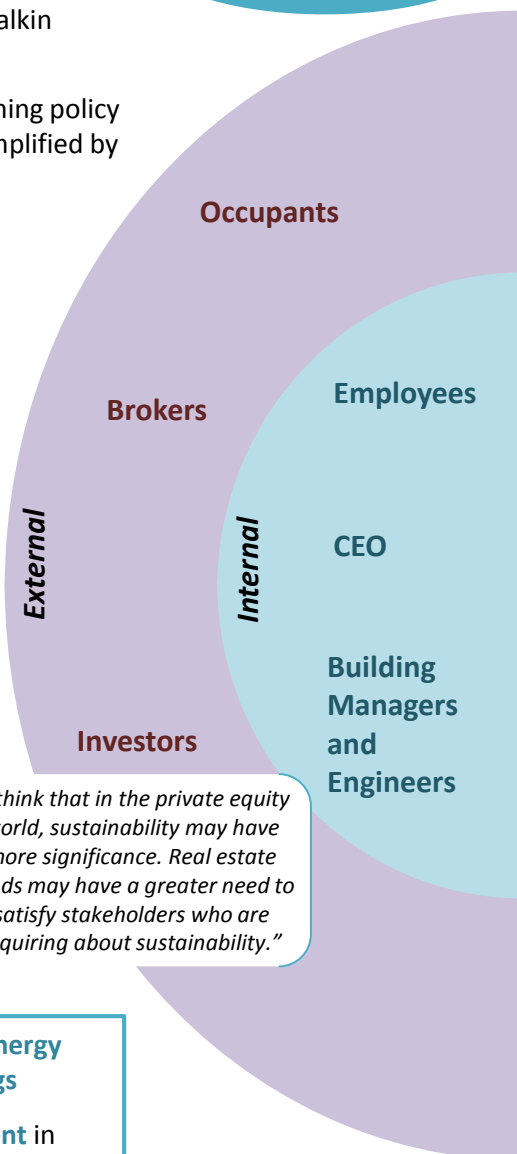 alkin
ning policy
nplified by
Occupants
Employees
Brokers
External
Internal
CEO
Building
Managers
and
Engineers
Investors
think that in the private equity
orld, sustainability may have
nore significance. Real estate
ds may have a greater need to
satisfy stakeholders who are
quiring about sustainability.”
nergy
gs
nt in